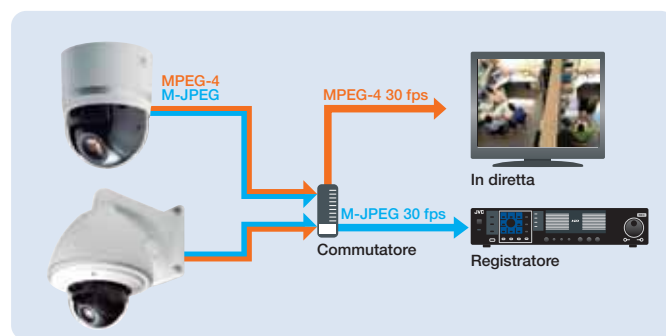 MPEG-4
M-JPEG
MPEG-4 30 fps
In diretta
M-JPEG 30 fps
Commutatore
JVC
Registratore